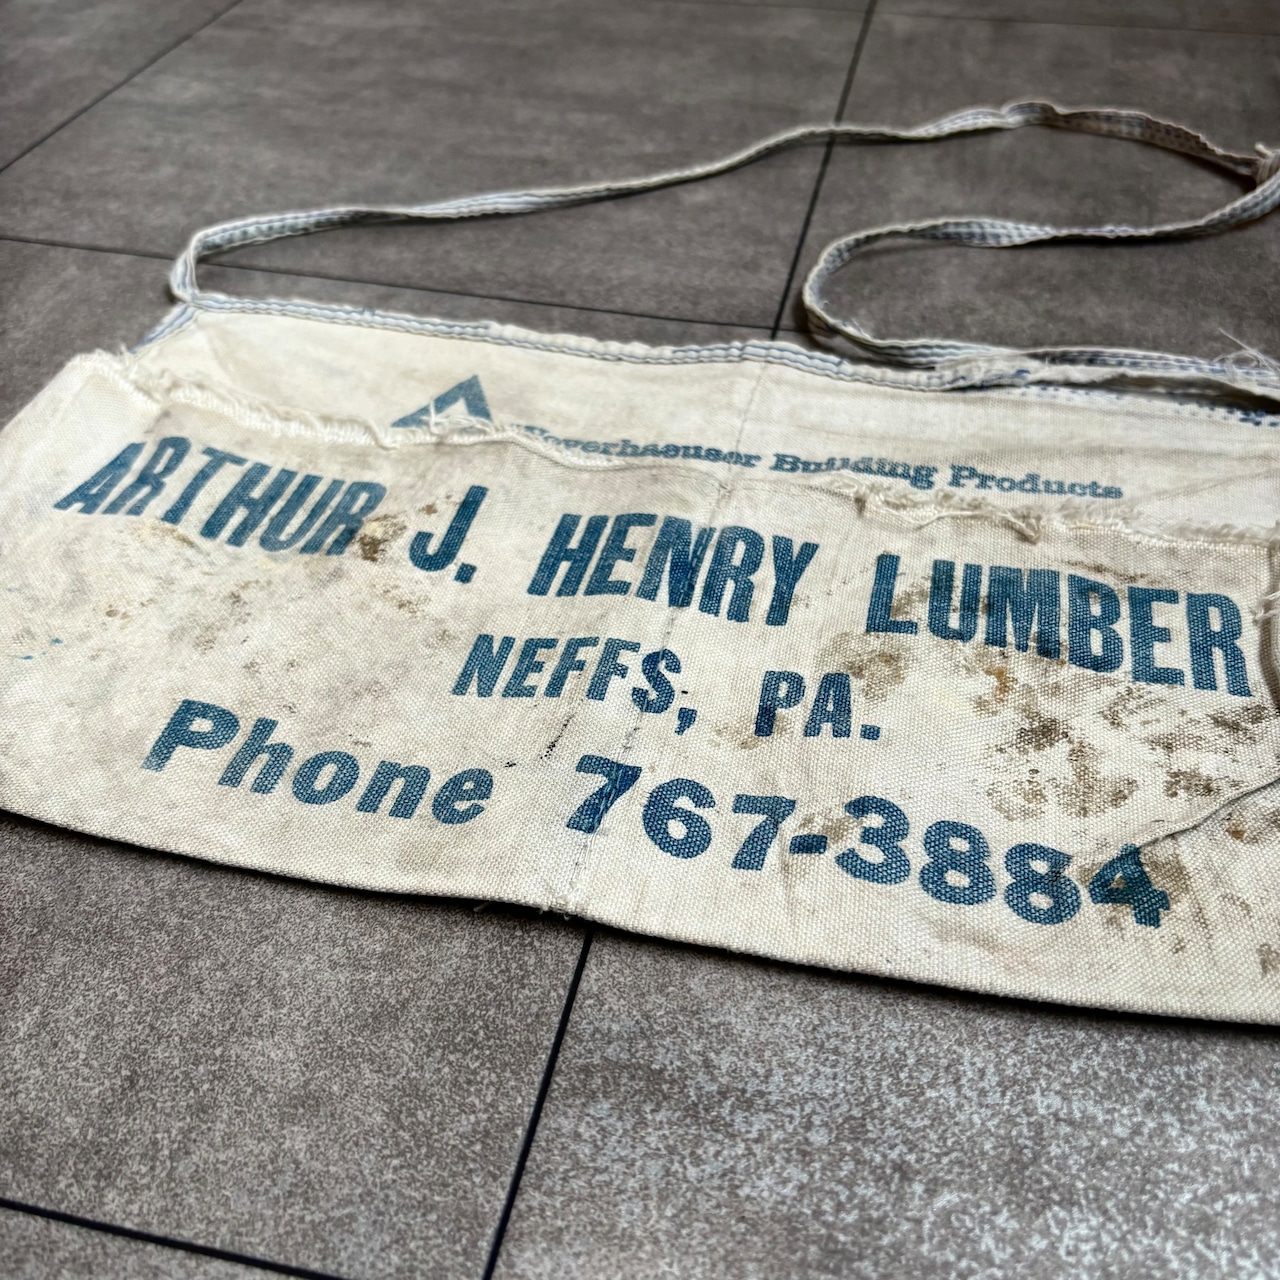 Weyerhaeuser Building Products
ARTHUR J. HENRY LUMBER
NEFFS, PA.
Phone 767-3884